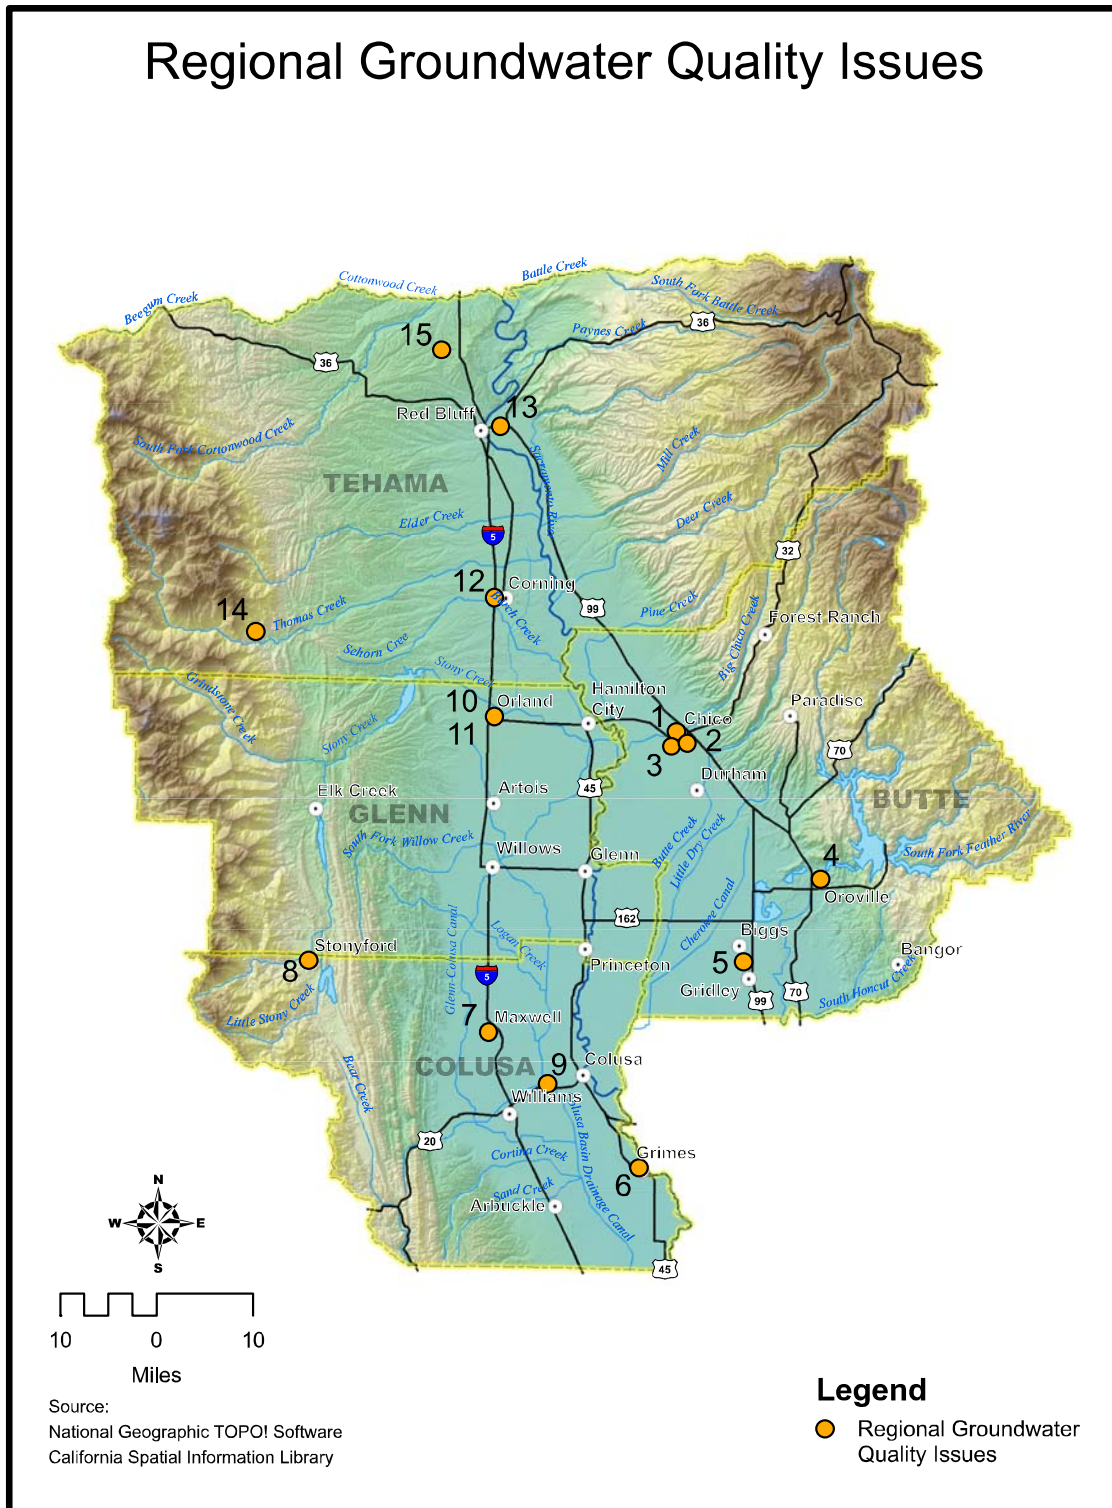 Regional Groundwater Quality Issues
Battle Creek
Cottonwood Creek
South Fork Battle Creek
Beegum Creek
Paynes Creek
36
15
36
13
Red Bluff
South Fork Cottonwood Creek
Mill Creek
Sacramento River
TEHAMA
Deer Creek
Elder Creek
5
32
12
Corning
99
Pine Creek
Birch Creek
14
Thomas Creek
Big Chico Creek
Forest Ranch
Sehorn Cree
Stony Creek
Grindstone Creek
10
Orland
Hamilton
City
11
1
Chico
2
3
Paradise
Stony Creek
70
Durham
Elk Creek
Artois
45
BUTTE
GLENN
South Fork Willow Creek
Butte Creek
Little Dry Creek
South Fork Feather River
Willows
Glenn
4
Oroville
Cherokee Canal
162
Glenn-Colusa Canal
Logan Creek
Biggs
Stonyford
Princeton
5
Bangor
8
5
Gridley
99
70
South Honcut Creek
Little Stony Creek
7
Maxwell
Bear Creek
COLUSA
9
Colusa
Williams
olusa Basin Drainage Canal
20
Cortina Creek
Grimes
6
Sand Creek
Arbuckle
45
N
W
E
S
10
0
10
Miles
Source:
National Geographic TOPO! Software
California Spatial Information Library
Legend
Regional Groundwater
Quality Issues